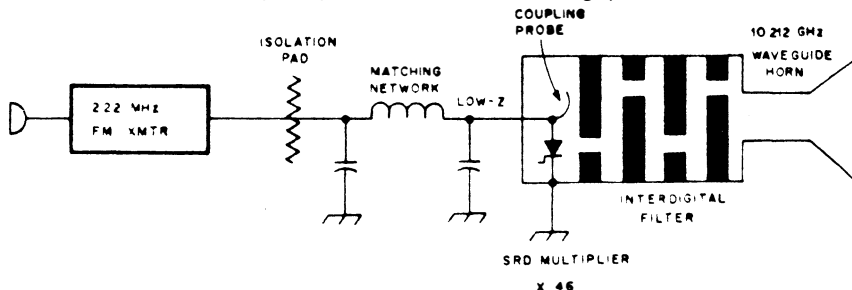 COUPLING
PROBE
10.212 GHz
WAVEGUIDE
HORN
ISOLATION
PAD
MATCHING
NETWORK
LOW-Z
222 MHz
FM XMTR
INTERDIGITAL
FILTER
SRD MULTIPLIER
X 46